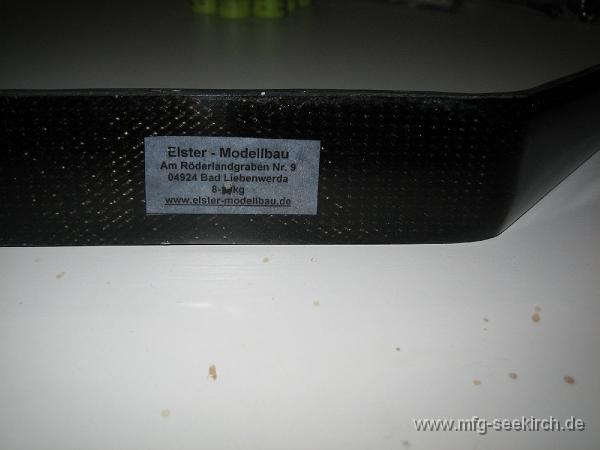 Elster - Modellbau
Am Röderlandgraben Nr. 9
04924 Bad Liebenwerda
www.elster-modellbau.de
www.mfg-seekirch.de